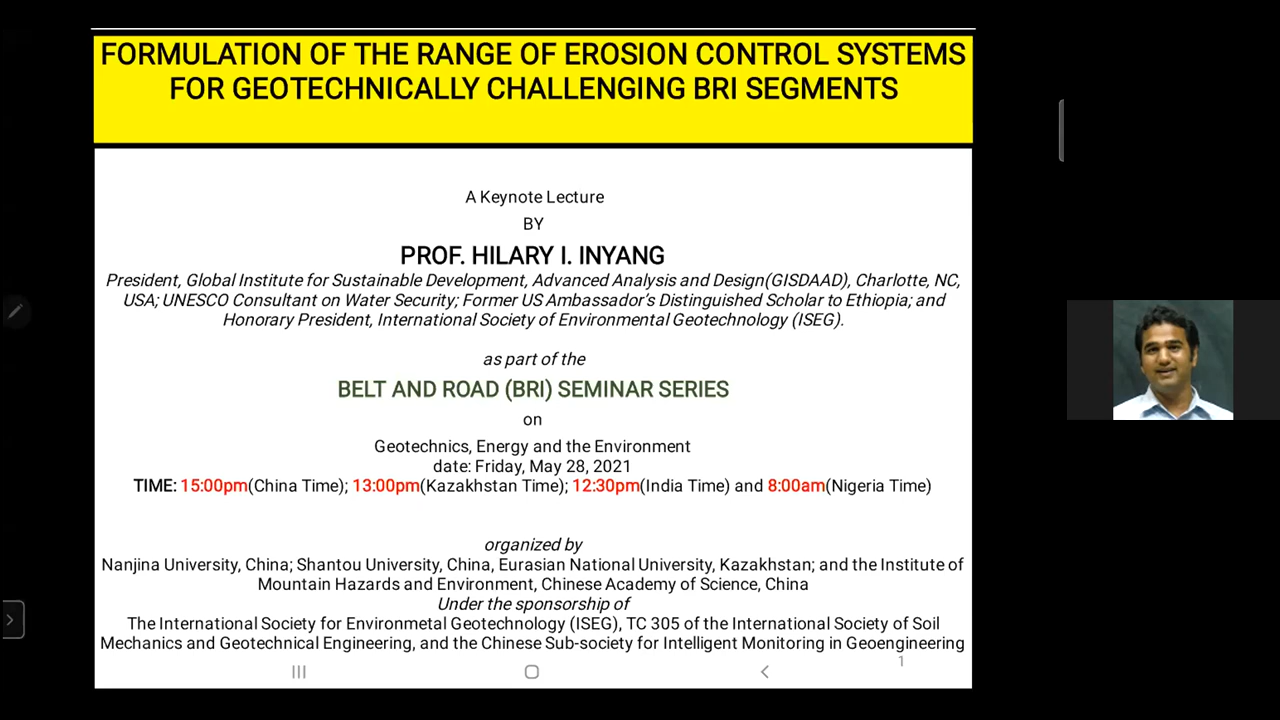 FORMULATION OF THE RANGE OF EROSION CONTROL SYSTEMS
FOR GEOTECHNICALLY CHALLENGING BRI SEGMENTS
A Keynote Lecture
BY
PROF. HILARY I. INYANG
President, Global Institute for Sustainable Development, Advanced Analysis and Design(GISDAAD), Charlotte, NC,
USA; UNESCO Consultant on Water Security; Former US Ambassador's Distinguished Scholar to Ethiopia; and
Honorary President, International Society of Environmental Geotechnology (ISEG).
as part of the
BELT AND ROAD (BRI) SEMINAR SERIES
on
Geotechnics, Energy and the Environment
date: Friday, May 28, 2021
TIME: 15:00pm(China Time); 13:00pm(Kazakhstan Time); 12:30pm(India Time) and 8:00am(Nigeria Time)
organized by
Nanjina University, China; Shantou University, China, Eurasian National University, Kazakhstan; and the Institute of
Mountain Hazards and Environment, Chinese Academy of Science, China
Under the sponsorship of
The International Society for Environmetal Geotechnology (ISEG), TC 305 of the International Society of Soil
Mechanics and Geotechnical Engineering, and the Chinese Sub-society for Intelligent Monitoring in Geoengineering
1